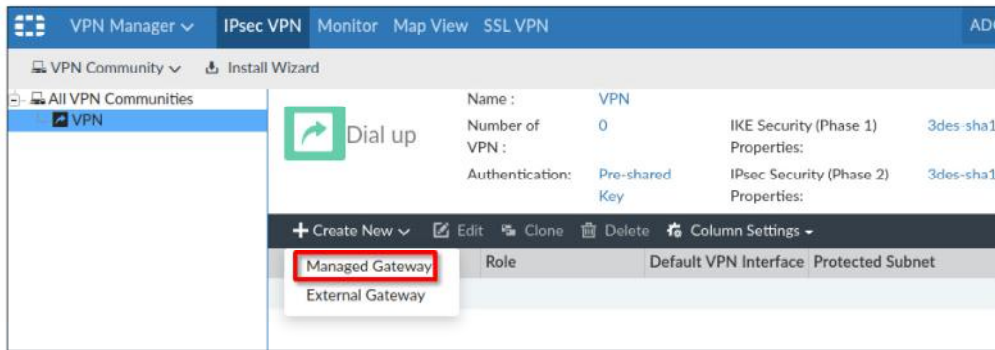 VPN Manager IPsec VPN Monitor Map View SSL VPN
VPN Community Install Wizard
All VPN Communities
VPN
Dial up
Name : VPN
Number of VPN : 0
IKE Security (Phase 1) Properties: 3des-sha1
Authentication: Pre-shared Key
IPsec Security (Phase 2) Properties: 3des-sha1
Create New Edit Clone Delete Column Settings
Role Default VPN Interface Protected Subnet
Managed Gateway
External Gateway